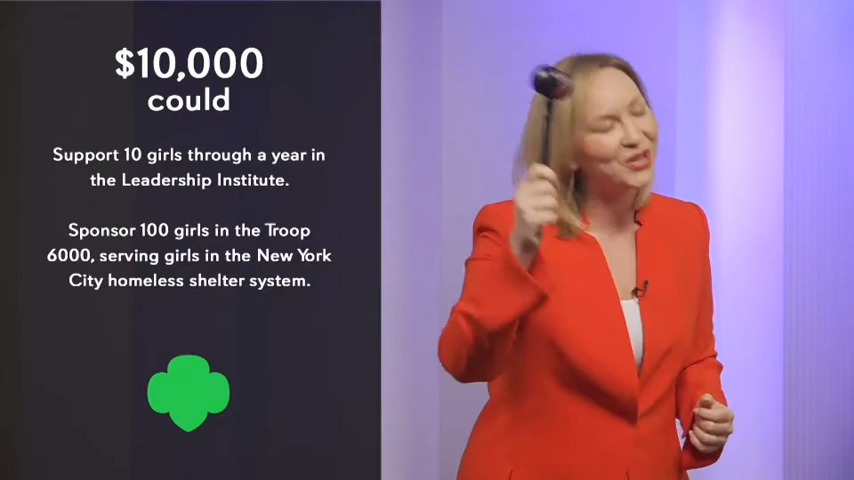 $10,000
could
Support 10 girls through a year in
the Leadership Institute.
Sponsor 100 girls in the Troop
6000, serving girls in the New York
City homeless shelter system.